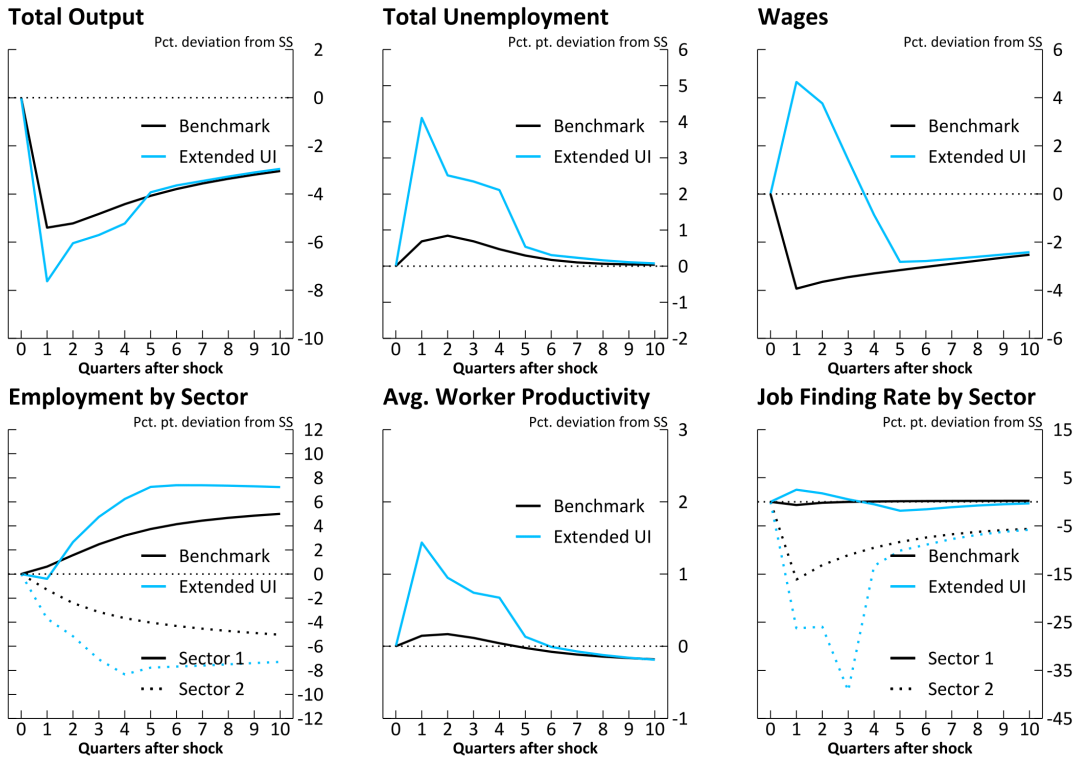 Total Output
Pct. deviation from SS
2
0
-2
-4
-6
-8
-10
Benchmark
Extended UI
0 1 2 3 4 5 6 7 8 9 10
Quarters after shock
Total Unemployment
Pct. pt. deviation from SS
6
5
4
3
2
1
0
-1
-2
Benchmark
Extended UI
0 1 2 3 4 5 6 7 8 9 10
Quarters after shock
Wages
Pct. deviation from SS
6
4
2
0
-2
-4
-6
Benchmark
Extended UI
0 1 2 3 4 5 6 7 8 9 10
Quarters after shock
Employment by Sector
Pct. pt. deviation from SS
12
10
8
6
4
2
0
-2
-4
-6
-8
-10
-12
Benchmark
Extended UI
Sector 1
Sector 2
0 1 2 3 4 5 6 7 8 9 10
Quarters after shock
Avg. Worker Productivity
Pct. deviation from SS
3
2
1
0
-1
Benchmark
Extended UI
0 1 2 3 4 5 6 7 8 9 10
Quarters after shock
Job Finding Rate by Sector
Pct. pt. deviation from SS
15
5
-5
-15
-25
-35
-45
Benchmark
Extended UI
Sector 1
Sector 2
0 1 2 3 4 5 6 7 8 9 10
Quarters after shock